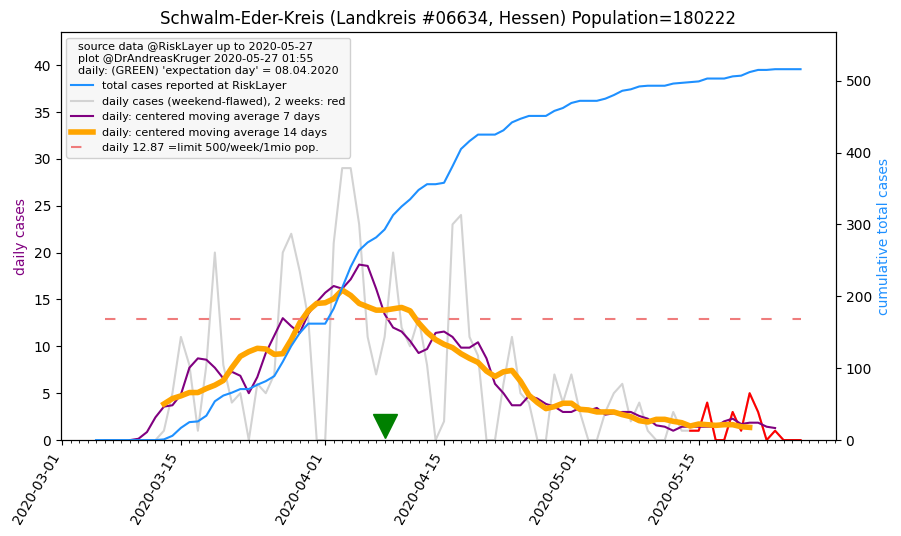 Schwalm-Eder-Kreis (Landkreis #06634, Hessen) Population=180222
source data @RiskLayer up to 2020-05-27
plot @DrAndreasKruger 2020-05-27 01:55
daily: (GREEN) 'expectation day' = 08.04.2020
total cases reported at RiskLayer
daily cases (weekend-flawed), 2 weeks: red
daily: centered moving average 7 days
daily: centered moving average 14 days
daily 12.87 =limit 500/week/1mio pop.
daily cases
40
35
30
25
20
15
10
5
0
500
400
300
200
100
0
cumulative total cases
2020-03-01
2020-03-15
2020-04-01
2020-04-15
2020-05-01
2020-05-15